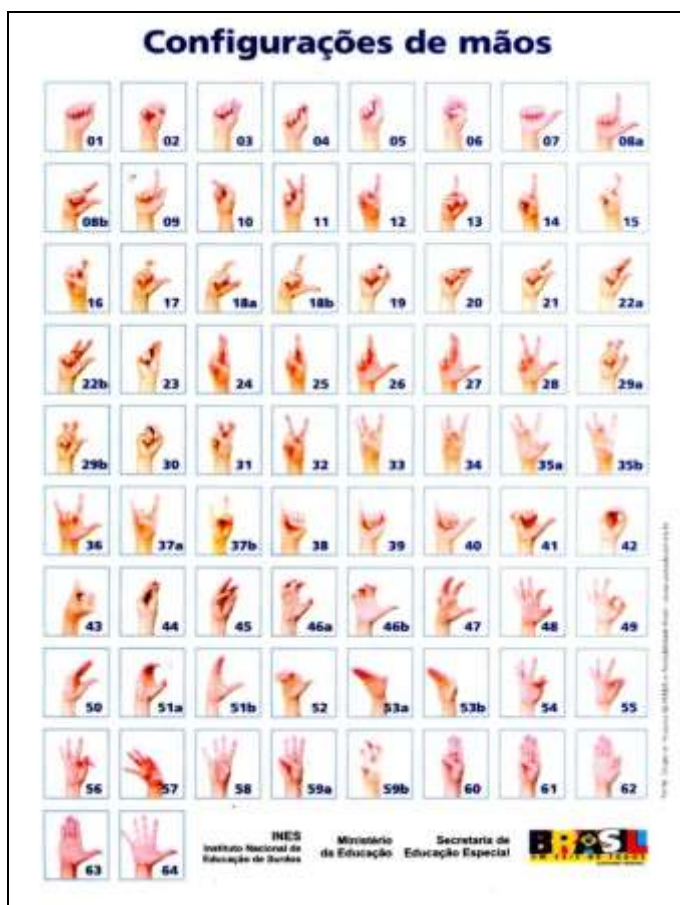 Configurações de mãos
01 02 03 04 05 06 07 08a
08b 09 10 11 12 13 14 15
16 17 18a 18b 19 20 21 22a
22b 23 24 25 26 27 28 29a
29b 30 31 32 33 34 35a 35b
36 37a 37b 38 39 40 41 42
43 44 45 46a 46b 47 48 49
50 51a 51b 52 53a 53b 54 55
56 57 58 59a 59b 60 61 62
63 64
INES
Instituto Nacional de
Educação de Surdos
Ministério
da Educação
Secretaria de
Educação Especial
BRASIL
UM PAÍS DE TODOS